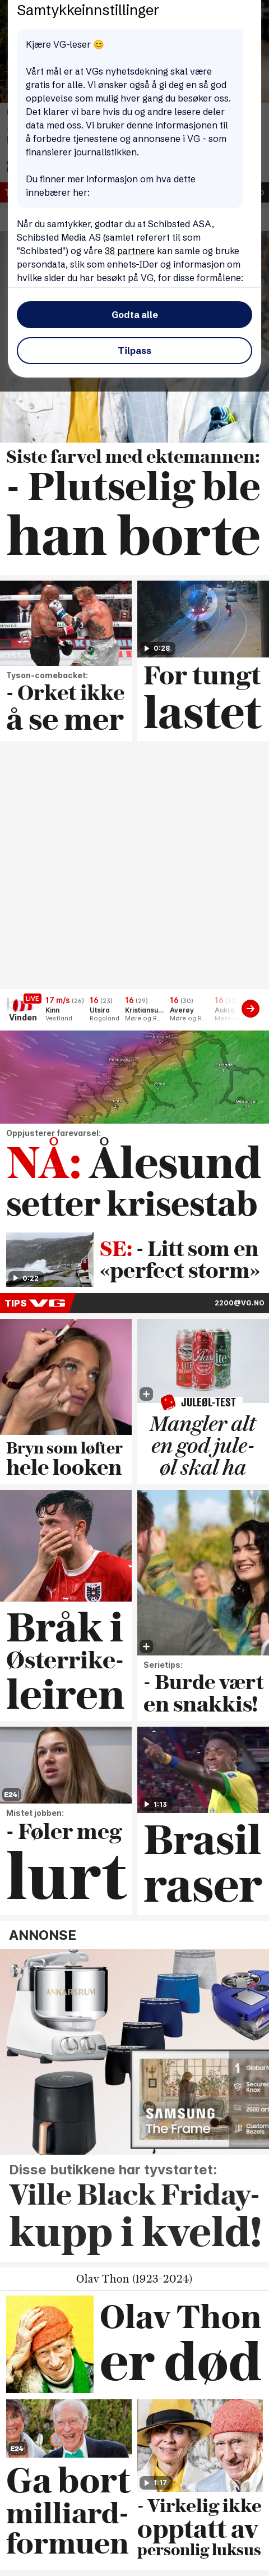 Samtykkeinnstillinger
Kjære VG-leser 😊
Vårt mål er at VGs nyhetsdekning skal være
gratis for alle. Vi ønsker også å gi deg en så god
opplevelse som mulig hver gang du besøker oss.
Det klarer vi bare hvis du og andre lesere deler
data med oss. Vi bruker denne informasjonen til
å forbedre tjenestene og annonsene i VG - som
finansierer journalistikken.
Du finner mer informasjon om hva dette
innebærer her:
Når du samtykker, godtar du at Schibsted ASA,
Schibsted Media AS (samlet referert til som
"Schibsted") og våre 38 partnere kan samle og bruke
persondata, slik som enhets-IDer og informasjon om
hvilke sider du har besøkt på VG, for disse formålene:
Godta alle
Tilpass
Siste farvel med ektemannen:
- Plutselig ble
han borte
Tyson-comebacket:
- Orket ikke
å se mer
0:28
For tungt
lastet
LIVE
Vinden
17 m/s (26)
Kinn
Vestland
16 (23)
Utsira
Rogaland
16 (29)
Kristiansu...
Møre og R...
16 (30)
Averøy
Møre og R...
16
Aukra
Møre
Oppjusterer farevarsel:
NÅ: Ålesund
setter krisestab
0:22
SE: - Litt som en
«perfect storm»
TIPS VG
2200@VG.NO
Bryn som løfter
hele looken
JULEØL-TEST
Mangler alt
en god jule-
øl skal ha
Bråk i
Østerrike-
leiren
Serietips:
- Burde vært
en snakkis!
E24
Mistet jobben:
- Føler meg
lurt
1:13
Brasil
raser
ANNONSE
ANKARSRUM
SAMSUNG
The Frame
Disse butikkene har tyvstartet:
Ville Black Friday-
kupp i kveld!
Olav Thon (1923-2024)
Olav Thon
er død
E24
Ga bort
milliard-
formuen
1:17
- Virkelig ikke
opptatt av
personlig luksus